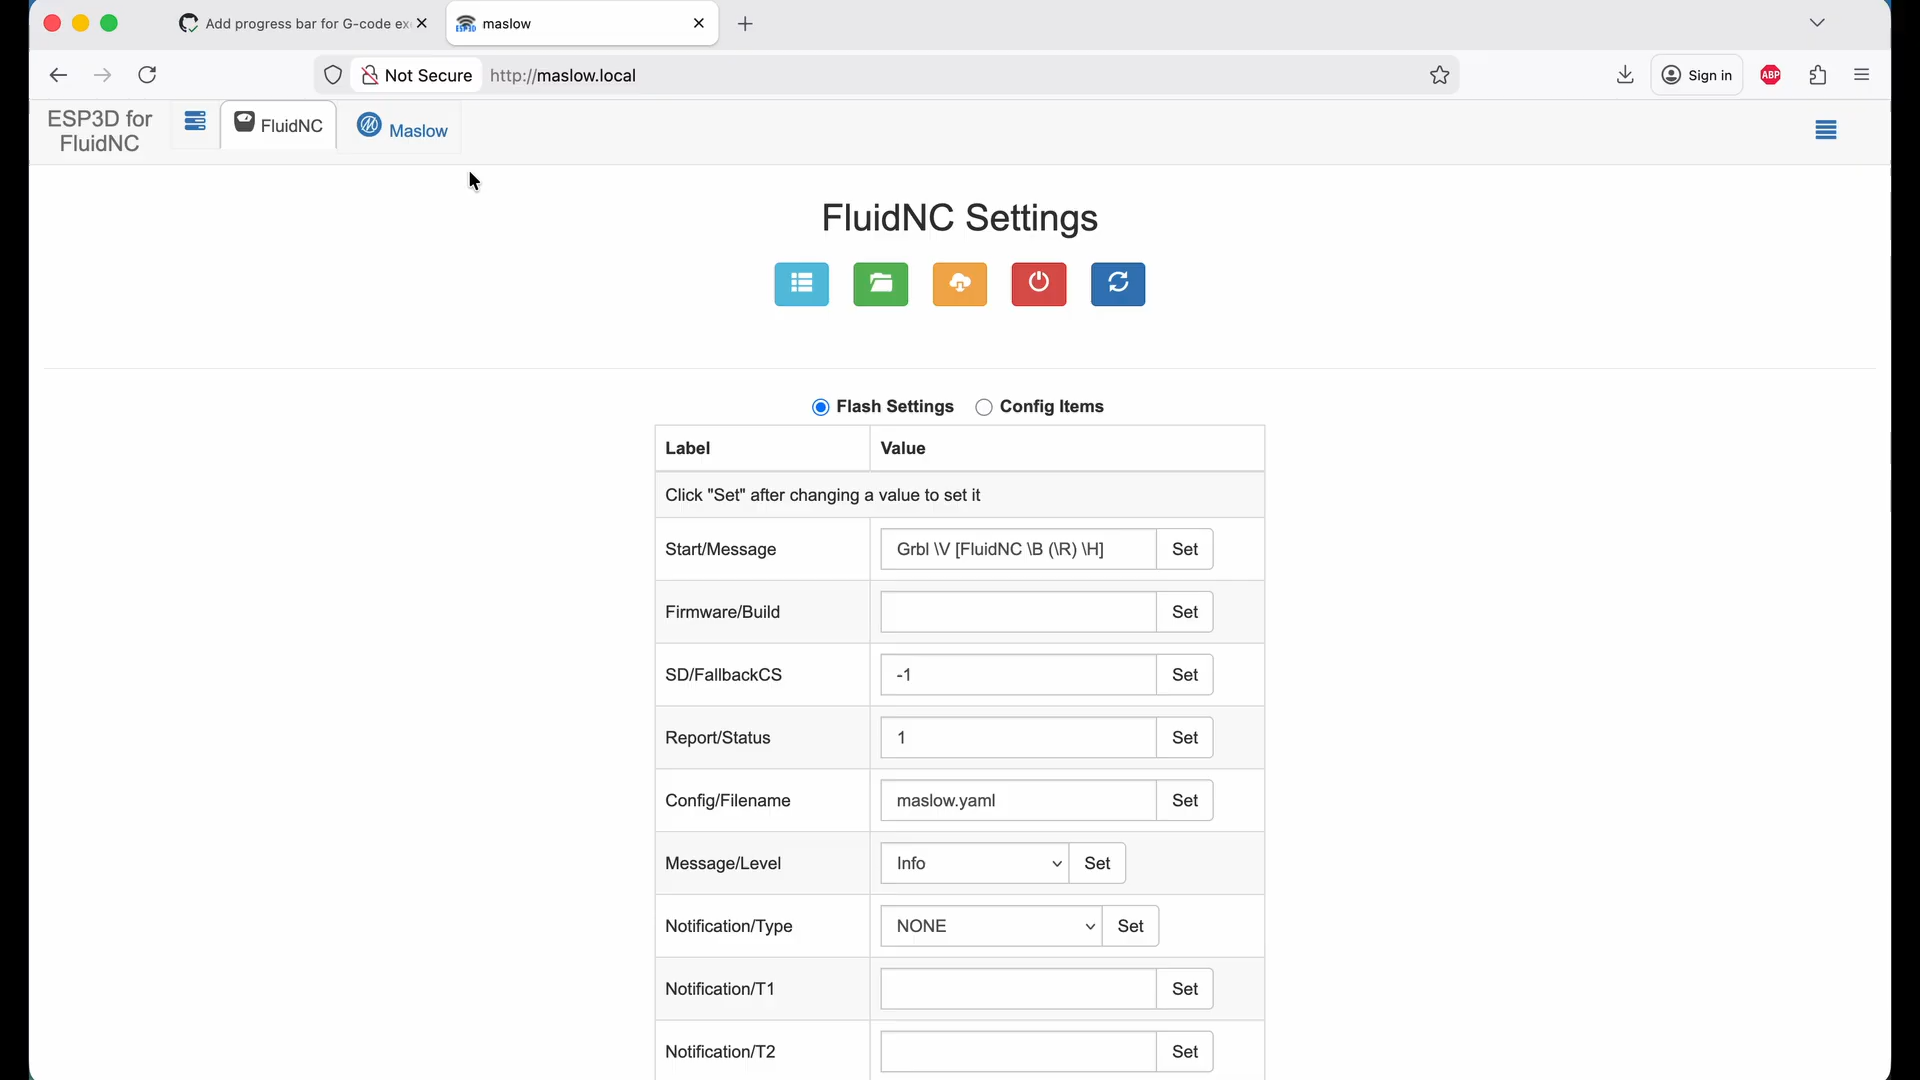 Add progress bar for G-code ex
maslow
Not Secure
http://maslow.local
Sign in
ABP
ESP3D for
FluidNC
FluidNC
Maslow
FluidNC Settings
Flash Settings
Config Items
Label
Value
Click "Set" after changing a value to set it
Start/Message
Grbl \V [FluidNC \B (\R) \H]
Set
Firmware/Build
Set
SD/FallbackCS
-1
Set
Report/Status
1
Set
Config/Filename
maslow.yaml
Set
Message/Level
Info
Set
Notification/Type
NONE
Set
Notification/T1
Set
Notification/T2
Set